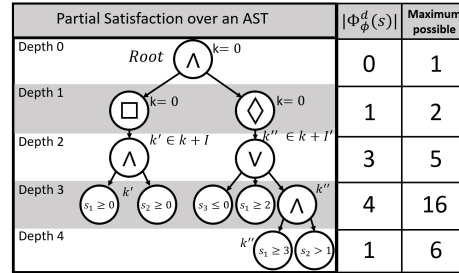 Partial Satisfaction over an AST
|Φ_ϕ^d(s)|
Maximum
possible
Depth 0
Root
∧
k=0
0
1
Depth 1
□
k= 0
◊
k=0
1
2
Depth 2
∧
k′ ∈ k + I
∨
k″ ∈ k + I′
3
5
Depth 3
s₁ ≥ 0
k′
s₂ ≥ 0
s₃ ≤ 0
s₁ ≥ 2
∧
k″
4
16
Depth 4
k″
s₁ ≥ 3
s₂ > 1
1
6